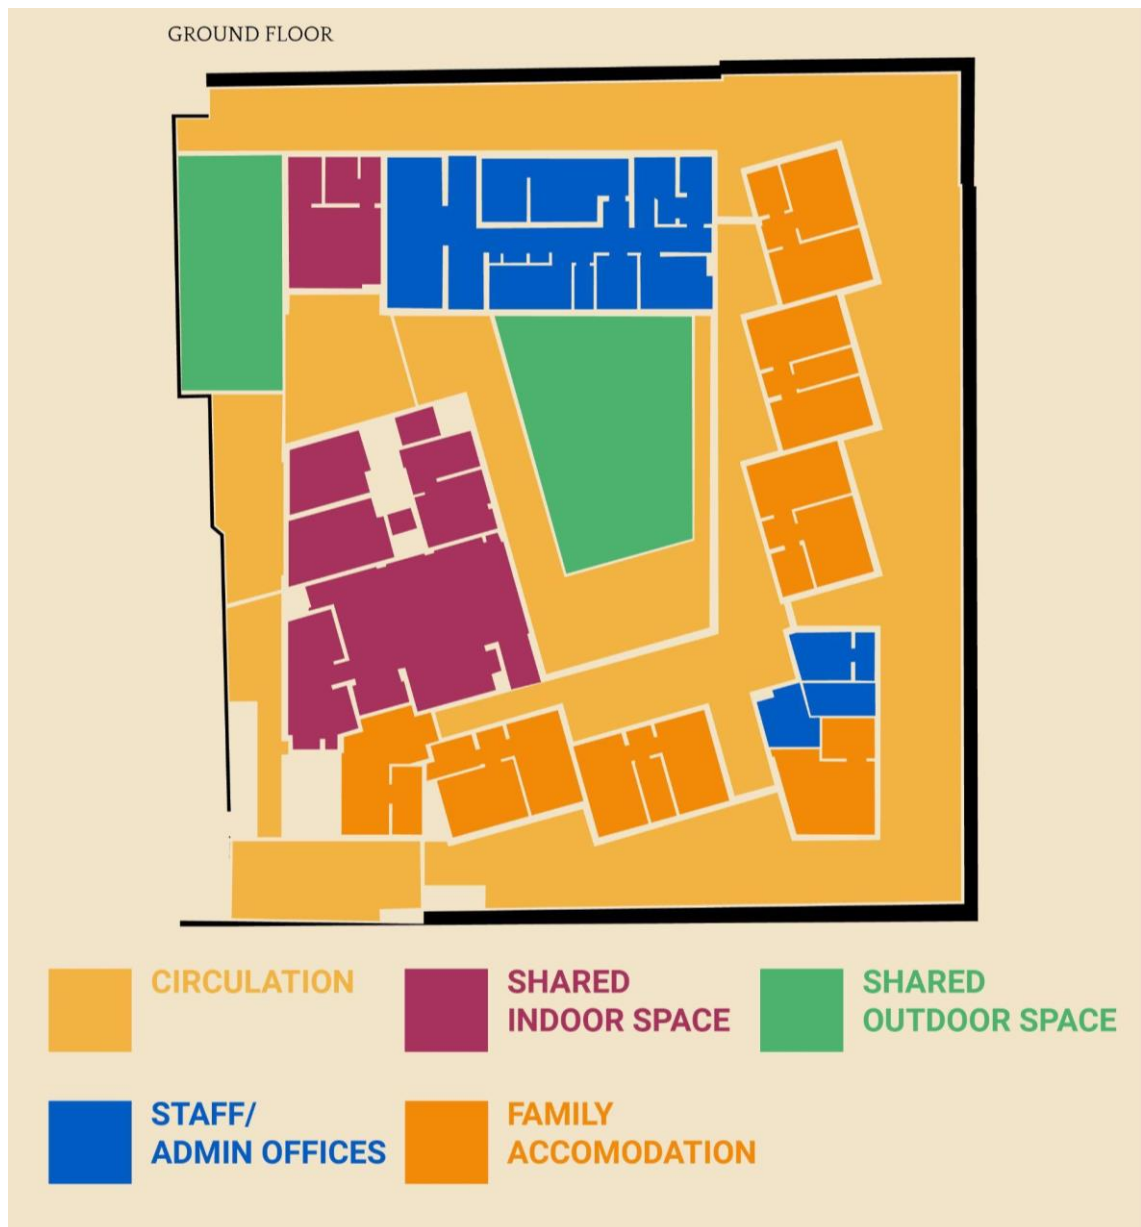 GROUND FLOOR
CIRCULATION
SHARED
INDOOR SPACE
SHARED
OUTDOOR SPACE
STAFF/
ADMIN OFFICES
FAMILY
ACCOMODATION